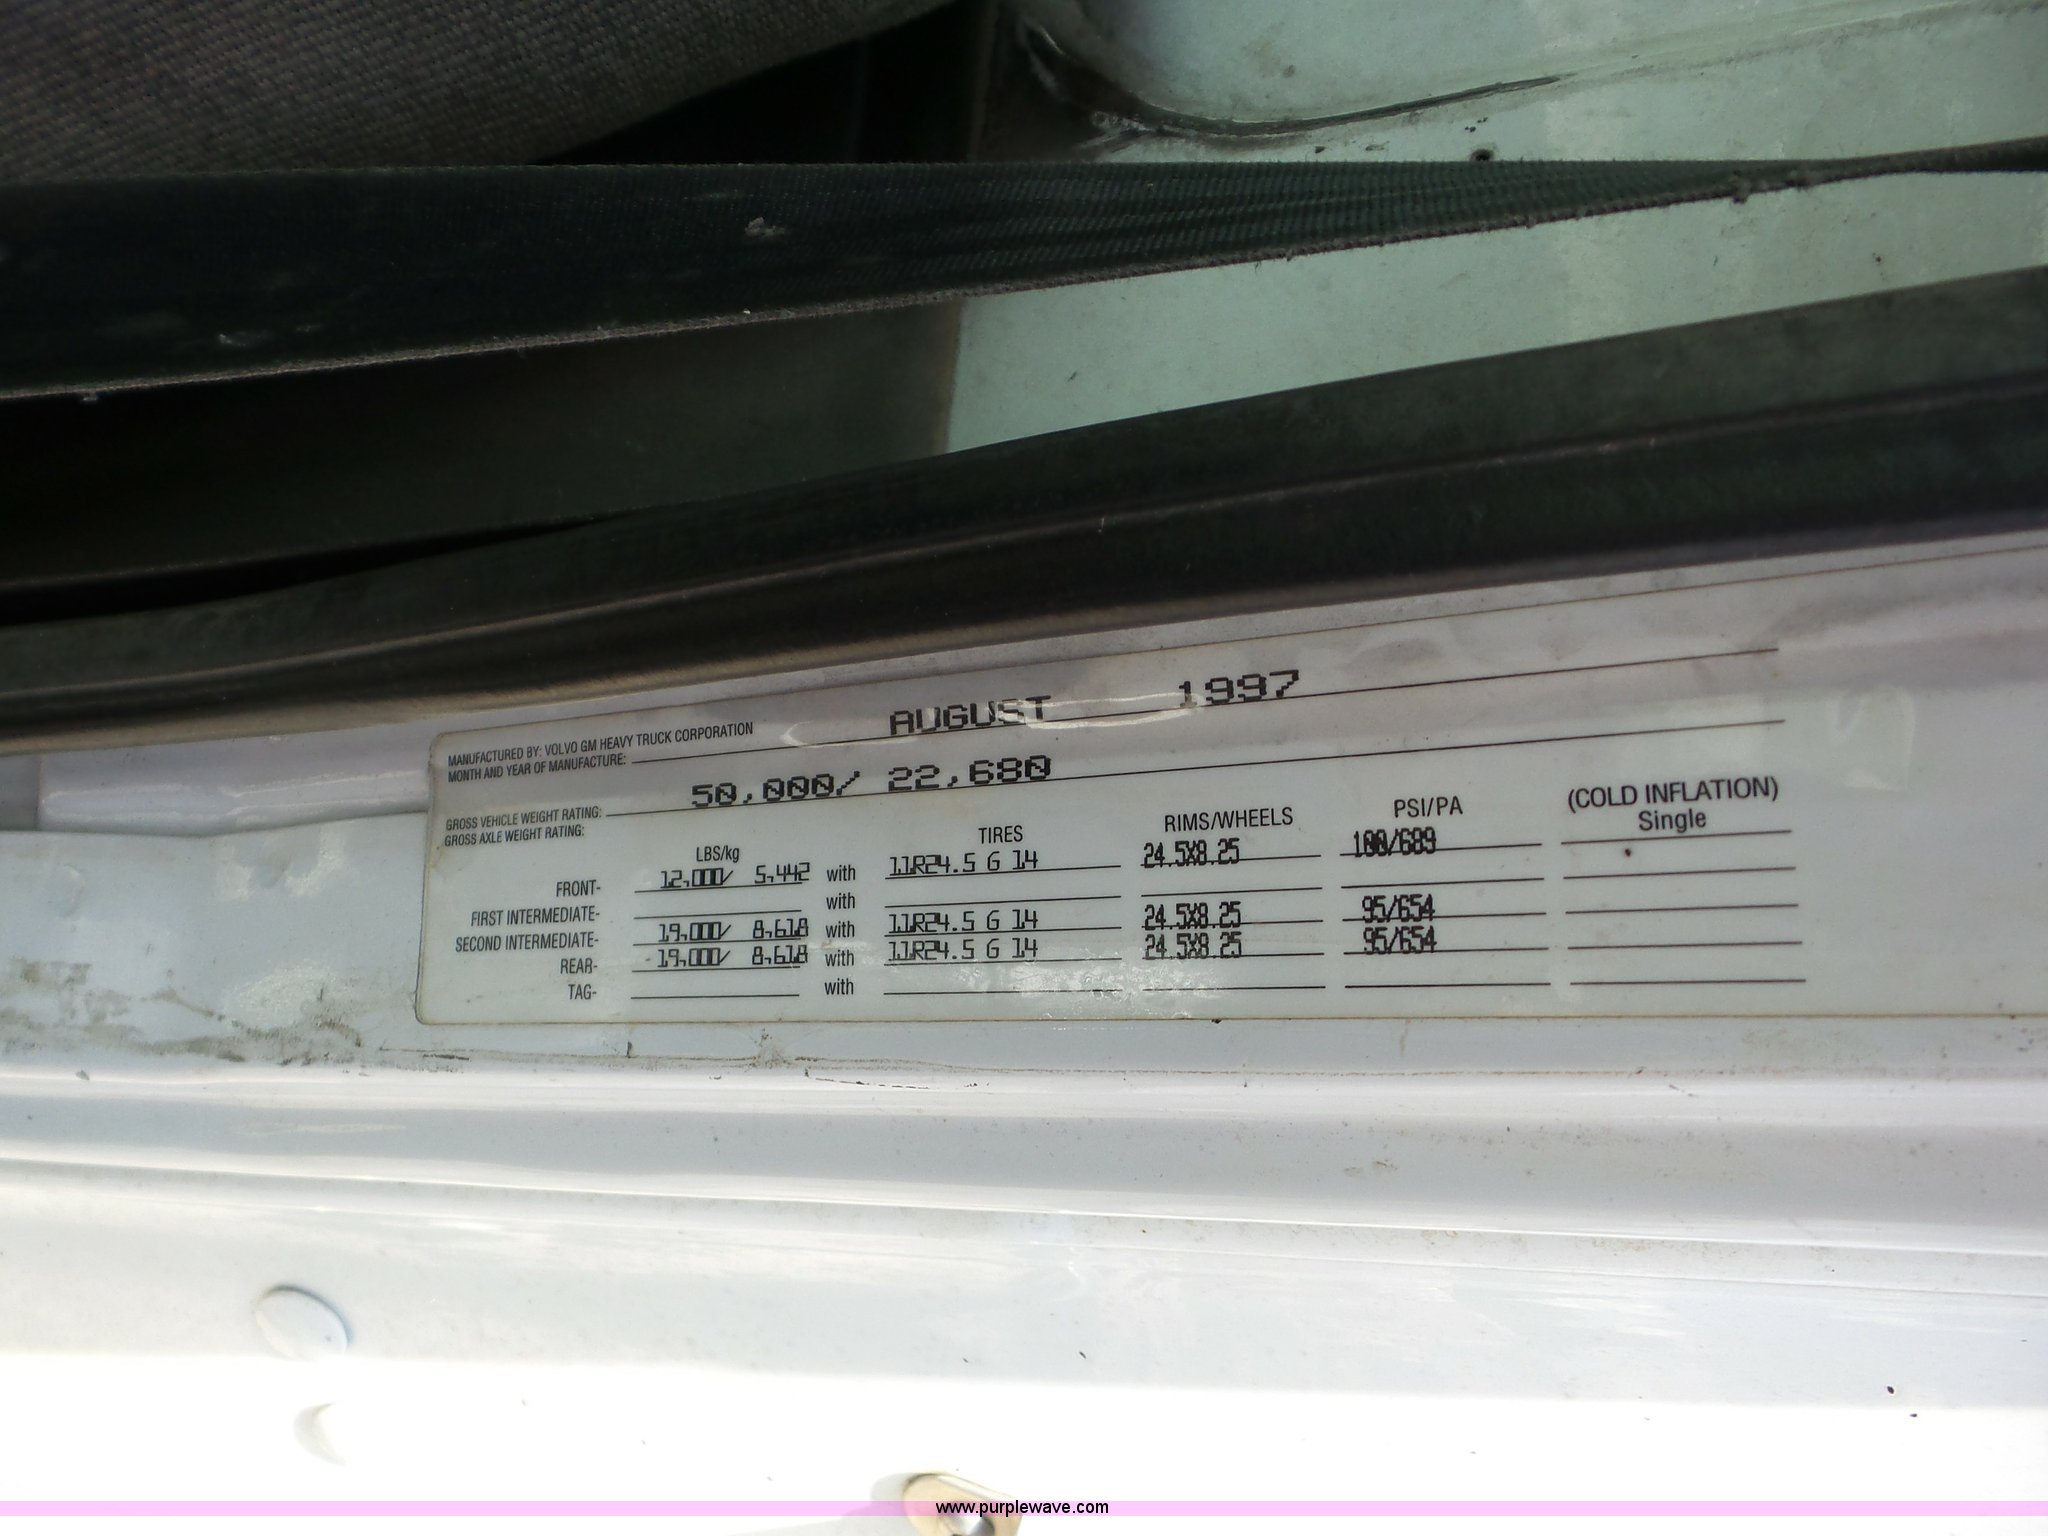 MANUFACTURED BY: VOLVO GM HEAVY TRUCK CORPORATION
MONTH AND YEAR OF MANUFACTURE: AUGUST 1997
GROSS VEHICLE WEIGHT RATING: 50,000/ 22,680
GROSS AXLE WEIGHT RATING:
LBS/kg TIRES RIMS/WHEELS PSI/PA (COLD INFLATION)
Single
FRONT- 12,000/ 5,442 with 11R24.5 G 14 24.5X8.25 100/689
FIRST INTERMEDIATE- with
SECOND INTERMEDIATE- 19,000/ 8,618 with 11R24.5 G 14 24.5X8.25 95/654
REAR- 19,000/ 8,618 with 11R24.5 G 14 24.5X8.25 95/654
TAG- with
www.purplewave.com